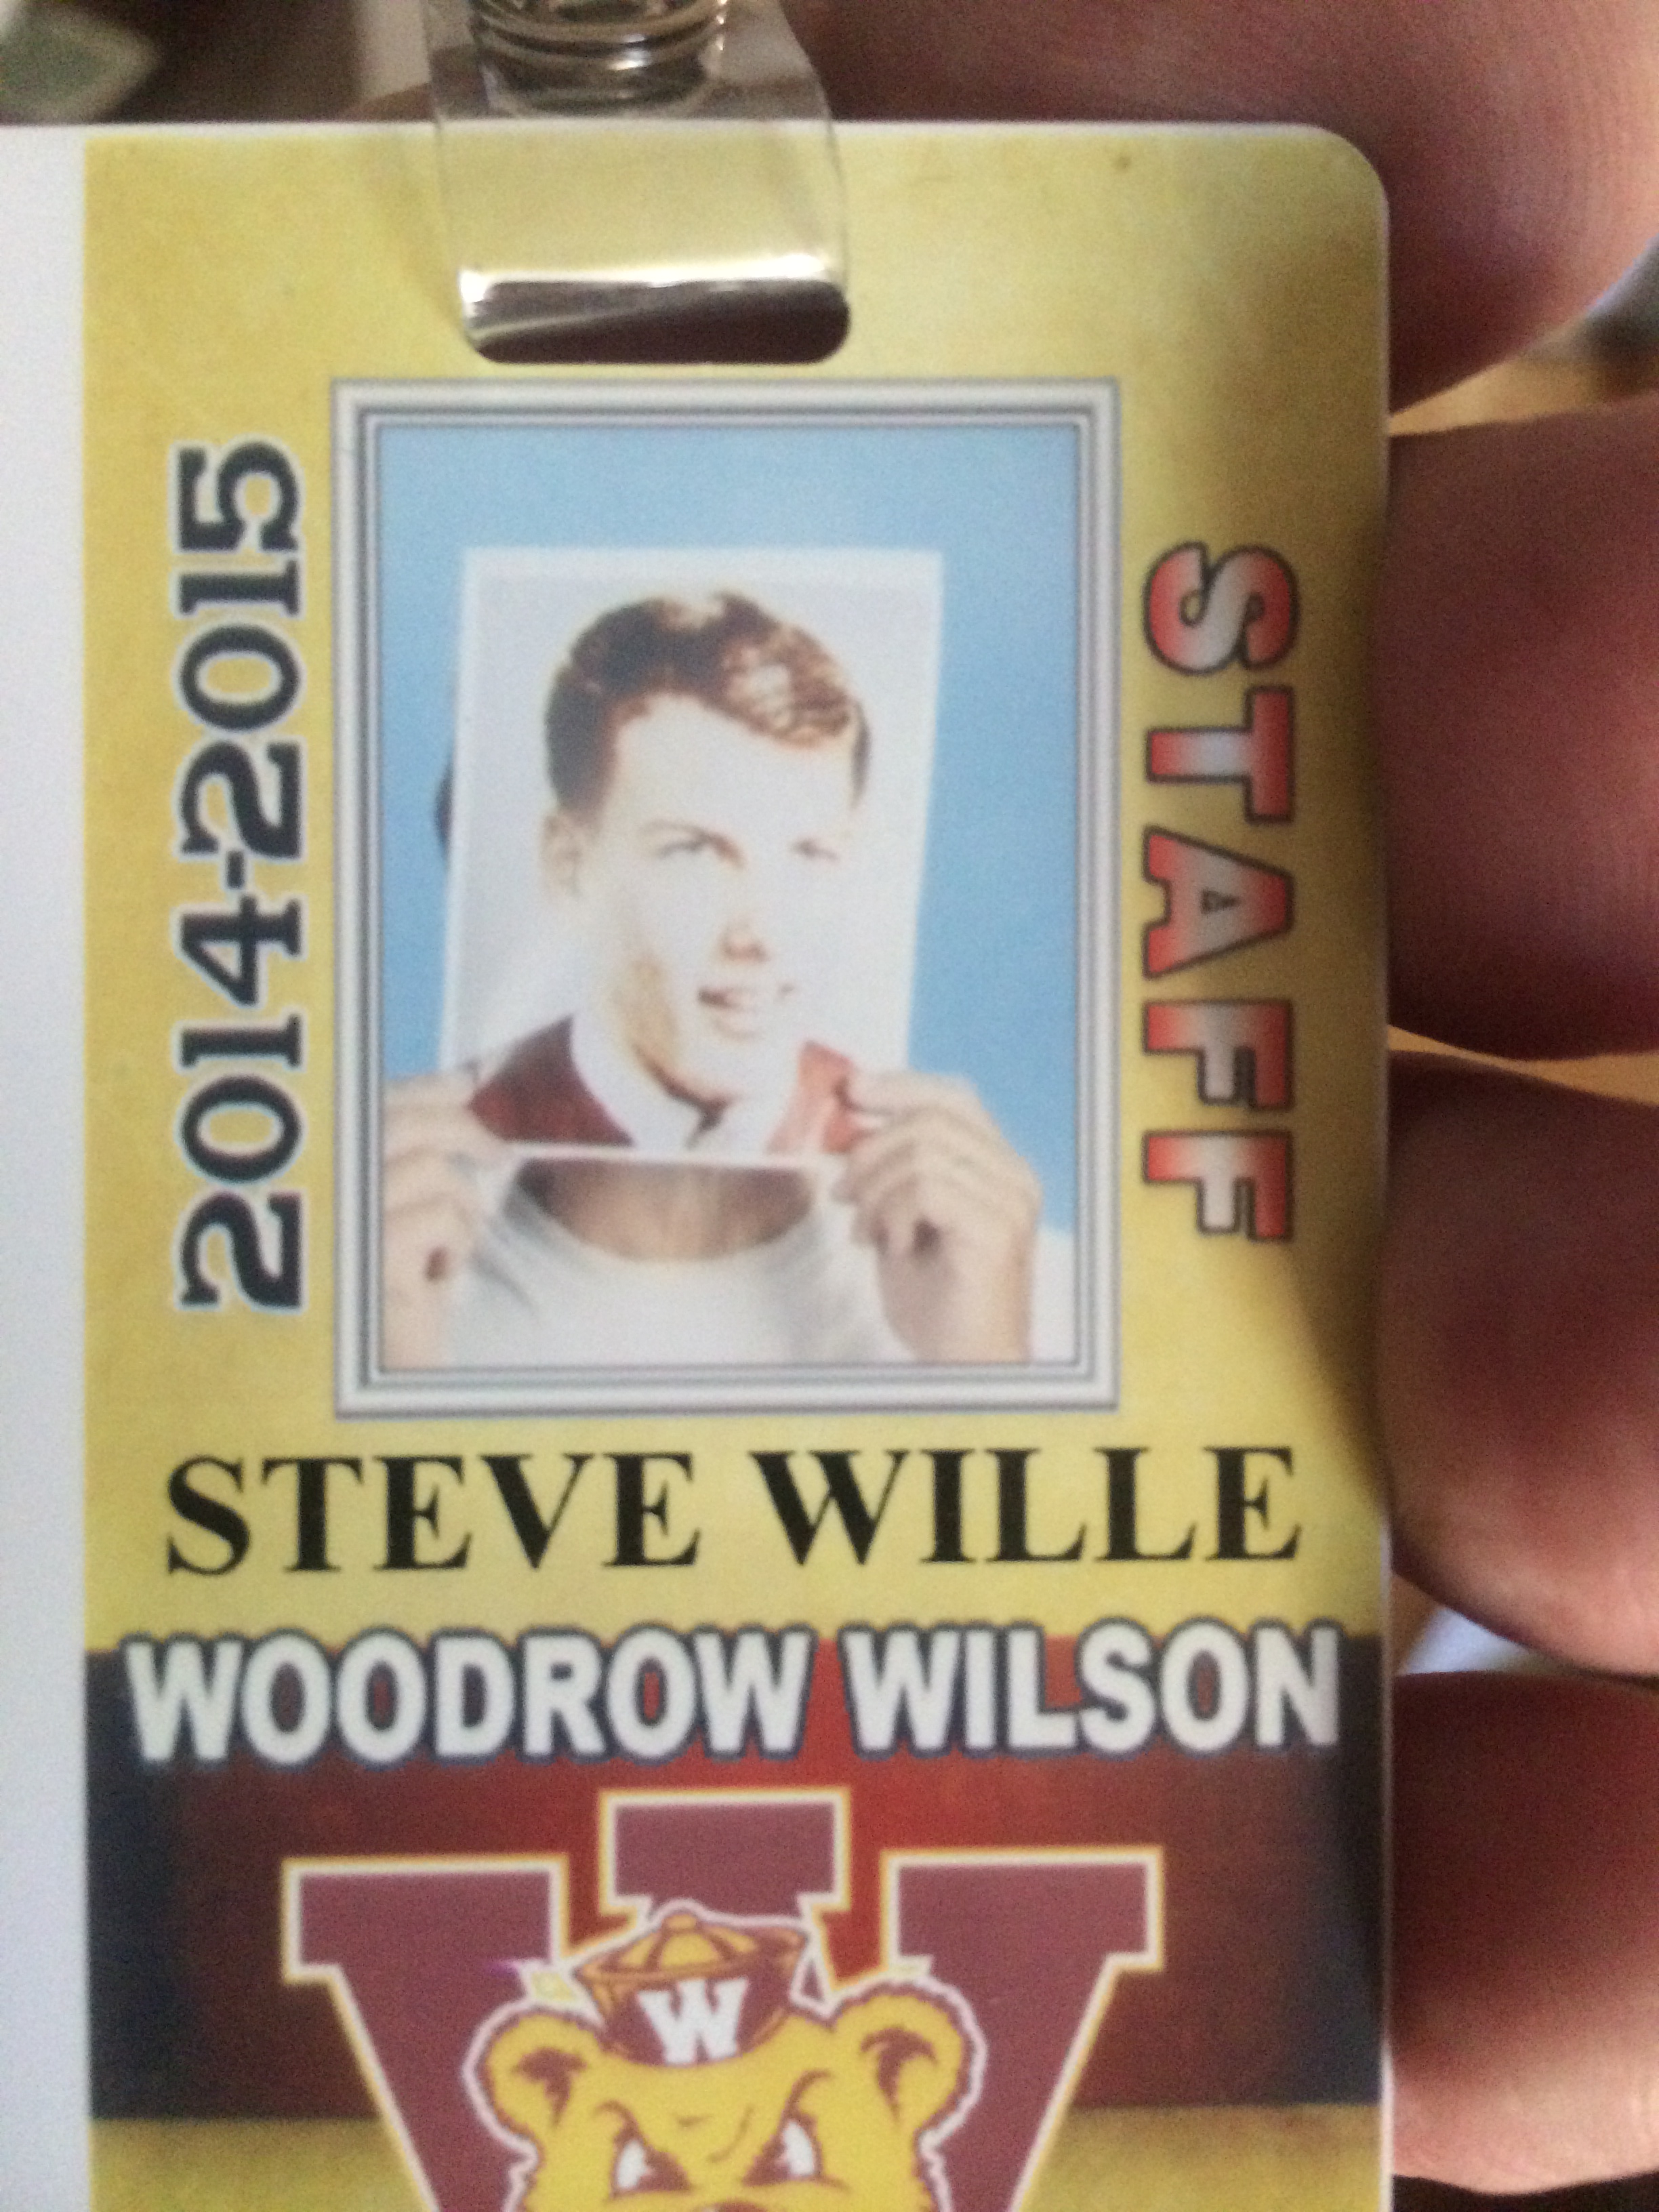 2014-2015
STAFF
STEVE WILLE
WOODROW WILSON
W
W